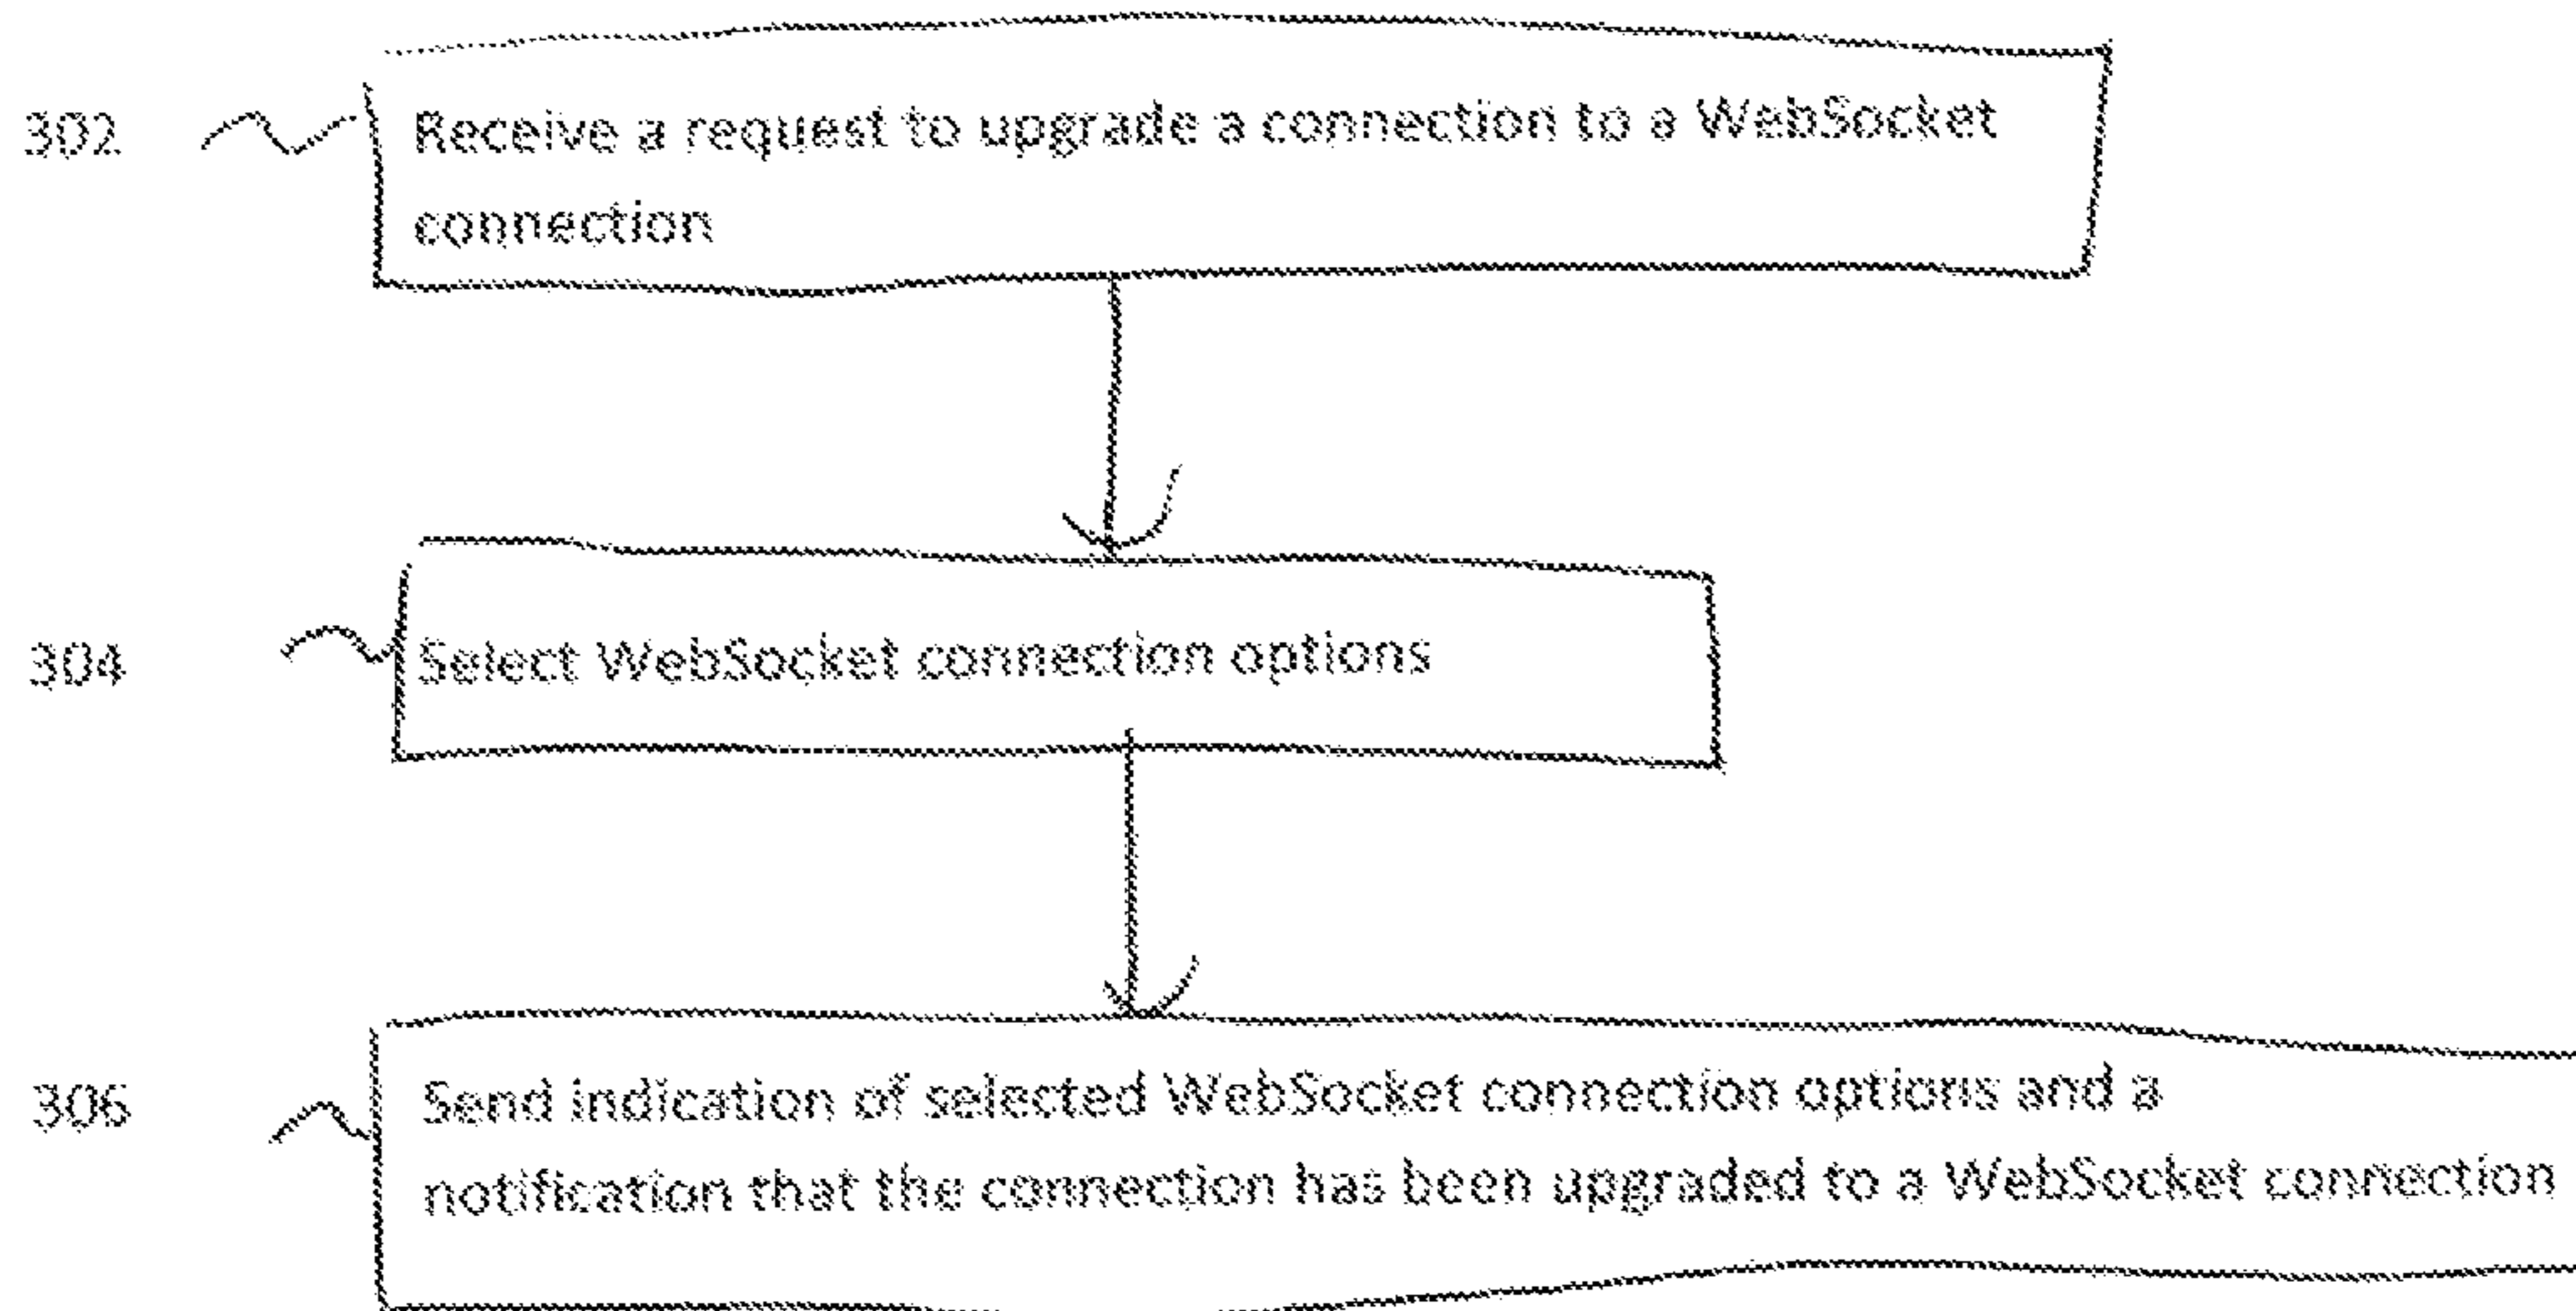 302
Receive a request to upgrade a connection to a WebSocket
connection
304
Select WebSocket connection options
306
Send indication of selected WebSocket connection options and a
notification that the connection has been upgraded to a WebSocket connection